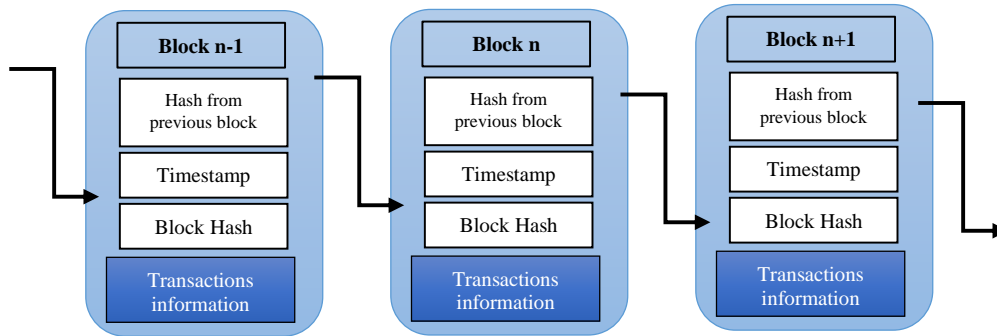 Block n-1
Hash from
previous block
Timestamp
Block Hash
Transactions
information
Block n
Hash from
previous block
Timestamp
Block Hash
Transactions
information
Block n+1
Hash from
previous block
Timestamp
Block Hash
Transactions
information